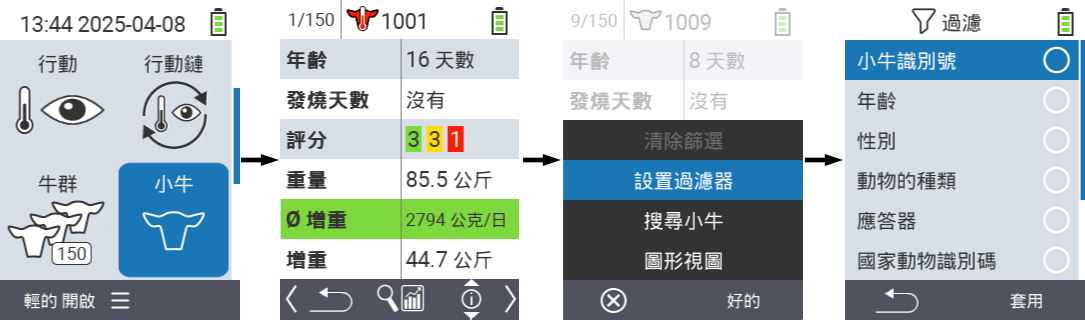 13:44 2025-04-08
行動 行動鏈
牛群 小牛
150
輕的 開啟
1/150 1001
年齡 16 天數
發燒天數 沒有
評分 3 3 1
重量 85.5 公斤
Ø 增重 2794 公克/日
增重 44.7 公斤
9/150 1009
年齡 8 天數
發燒天數 沒有
清除篩選
設置過濾器
搜尋小牛
圖形視圖
好的
過濾
小牛識別號
年齡
性別
動物的種類
應答器
國家動物識別碼
套用